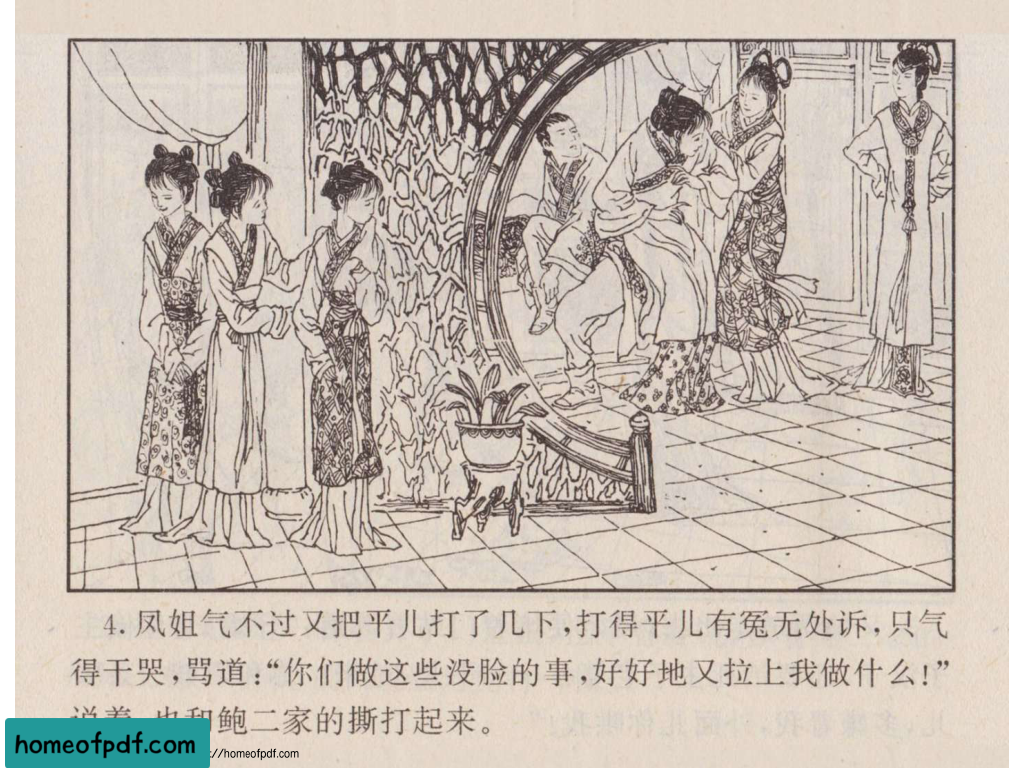 4. 凤姐气不过又把平儿打了几下,打得平儿有冤无处诉,只气
得干哭,骂道:“你们做这些没脸的事,好好地又拉上我做什么!”
也和鲍二家的撕打起来。
homeofpdf.com
://homeofpdf.com